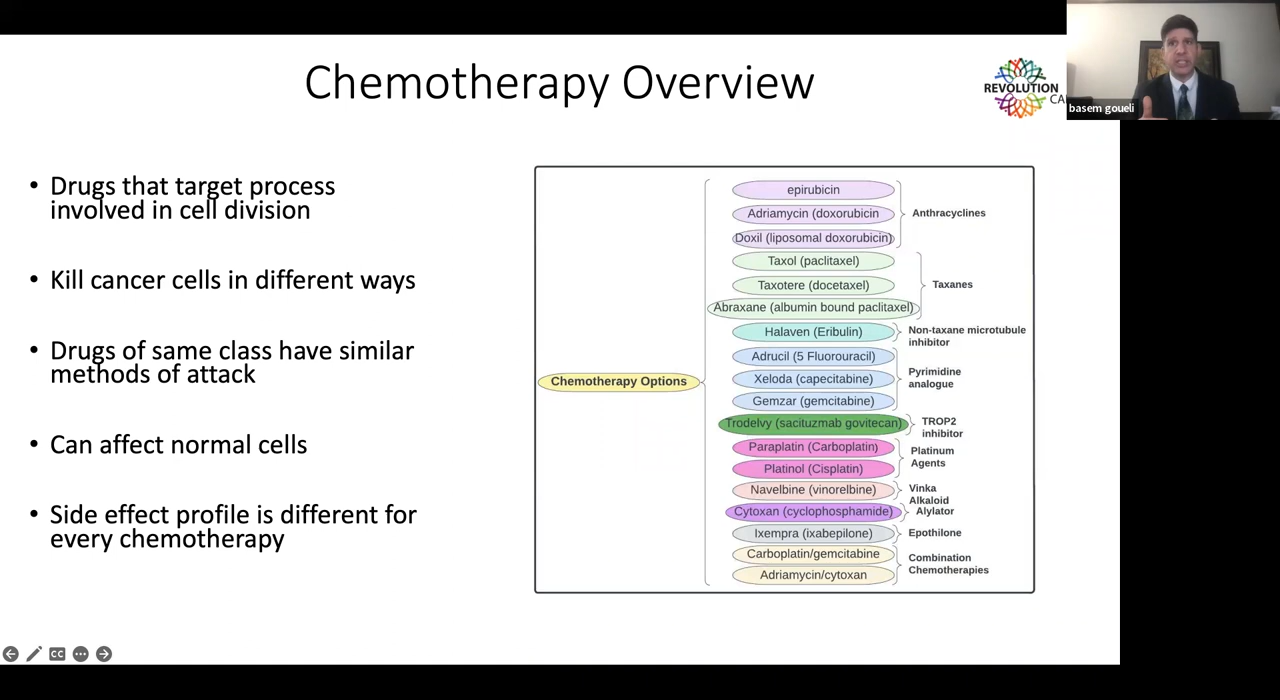 Chemotherapy Overview
REVOLUTION
CA
basem goueli
• Drugs that target process
involved in cell division
• Kill cancer cells in different ways
• Drugs of same class have similar
methods of attack
• Can affect normal cells
• Side effect profile is different for
every chemotherapy
Chemotherapy Options
epirubicin
Adriamycin (doxorubicin
Doxil (liposomal doxorubicin)
Anthracyclines
Taxol (paclitaxel)
Taxotere (docetaxel)
Abraxane (albumin bound paclitaxel)
Taxanes
Halaven (Eribulin)
Non-taxane microtubule
inhibitor
Adrucil (5 Fluorouracil)
Xeloda (capecitabine)
Gemzar (gemcitabine)
Pyrimidine
analogue
Trodelvy (sacituzmab govitecan)
TROP2
inhibitor
Paraplatin (Carboplatin)
Platinol (Cisplatin)
Platinum
Agents
Navelbine (vinorelbine)
Vinka
Alkaloid
Cytoxan (cyclophosphamide)
Alylator
Ixempra (ixabepilone)
Epothilone
Carboplatin/gemcitabine
Adriamycin/cytoxan
Combination
Chemotherapies
CC